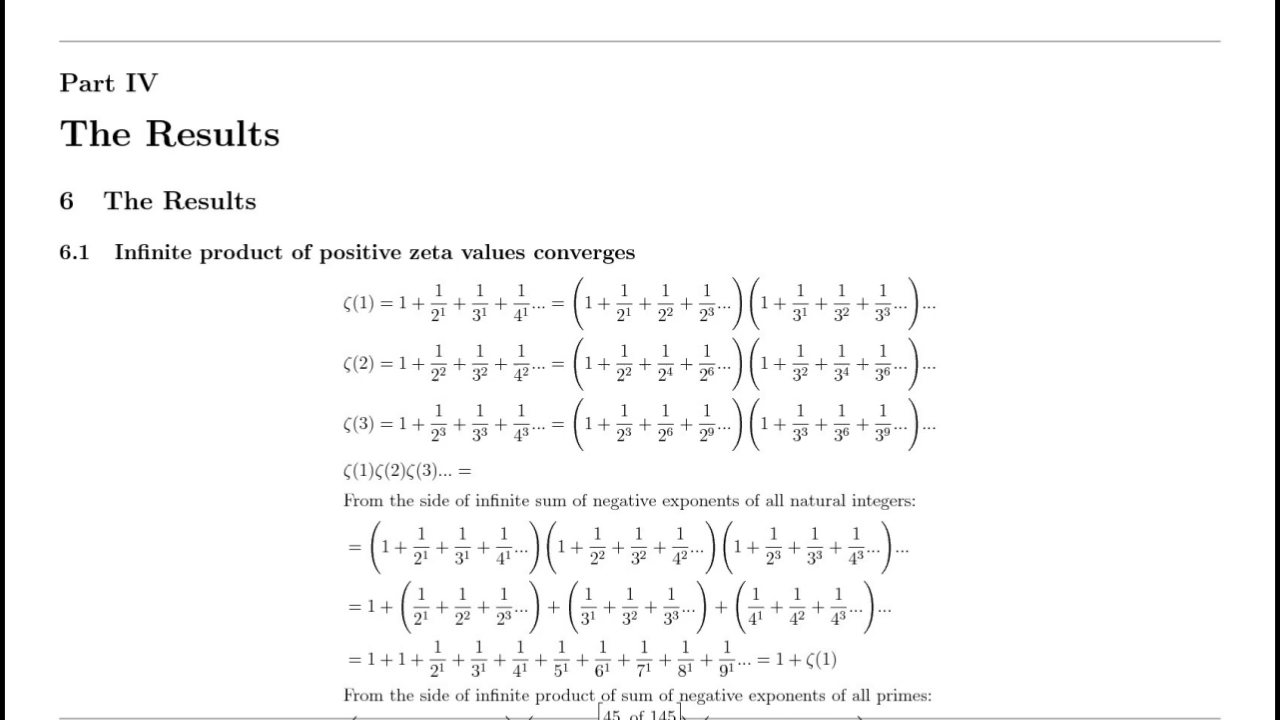 Part IV
The Results
6 The Results
6.1 Infinite product of positive zeta values converges
ζ(1) = 1 + 1/2^1 + 1/3^1 + 1/4^1 ... = (1 + 1/2^1 + 1/2^2 + 1/2^3 ...) (1 + 1/3^1 + 1/3^2 + 1/3^3 ...) ...
ζ(2) = 1 + 1/2^2 + 1/3^2 + 1/4^2 ... = (1 + 1/2^2 + 1/2^4 + 1/2^6 ...) (1 + 1/3^2 + 1/3^4 + 1/3^6 ...) ...
ζ(3) = 1 + 1/2^3 + 1/3^3 + 1/4^3 ... = (1 + 1/2^3 + 1/2^6 + 1/2^9 ...) (1 + 1/3^3 + 1/3^6 + 1/3^9 ...) ...
ζ(1)ζ(2)ζ(3)... =
From the side of infinite sum of negative exponents of all natural integers:
= (1 + 1/2^1 + 1/3^1 + 1/4^1 ...) (1 + 1/2^2 + 1/3^2 + 1/4^2 ...) (1 + 1/2^3 + 1/3^3 + 1/4^3 ...) ...
= 1 + (1/2^1 + 1/2^2 + 1/2^3 ...) + (1/3^1 + 1/3^2 + 1/3^3 ...) + (1/4^1 + 1/4^2 + 1/4^3 ...) ...
= 1 + 1 + 1/2^1 + 1/3^1 + 1/4^1 + 1/5^1 + 1/6^1 + 1/7^1 + 1/8^1 + 1/9^1 ... = 1 + ζ(1)
From the side of infinite product of sum of negative exponents of all primes:
[45 of 145]